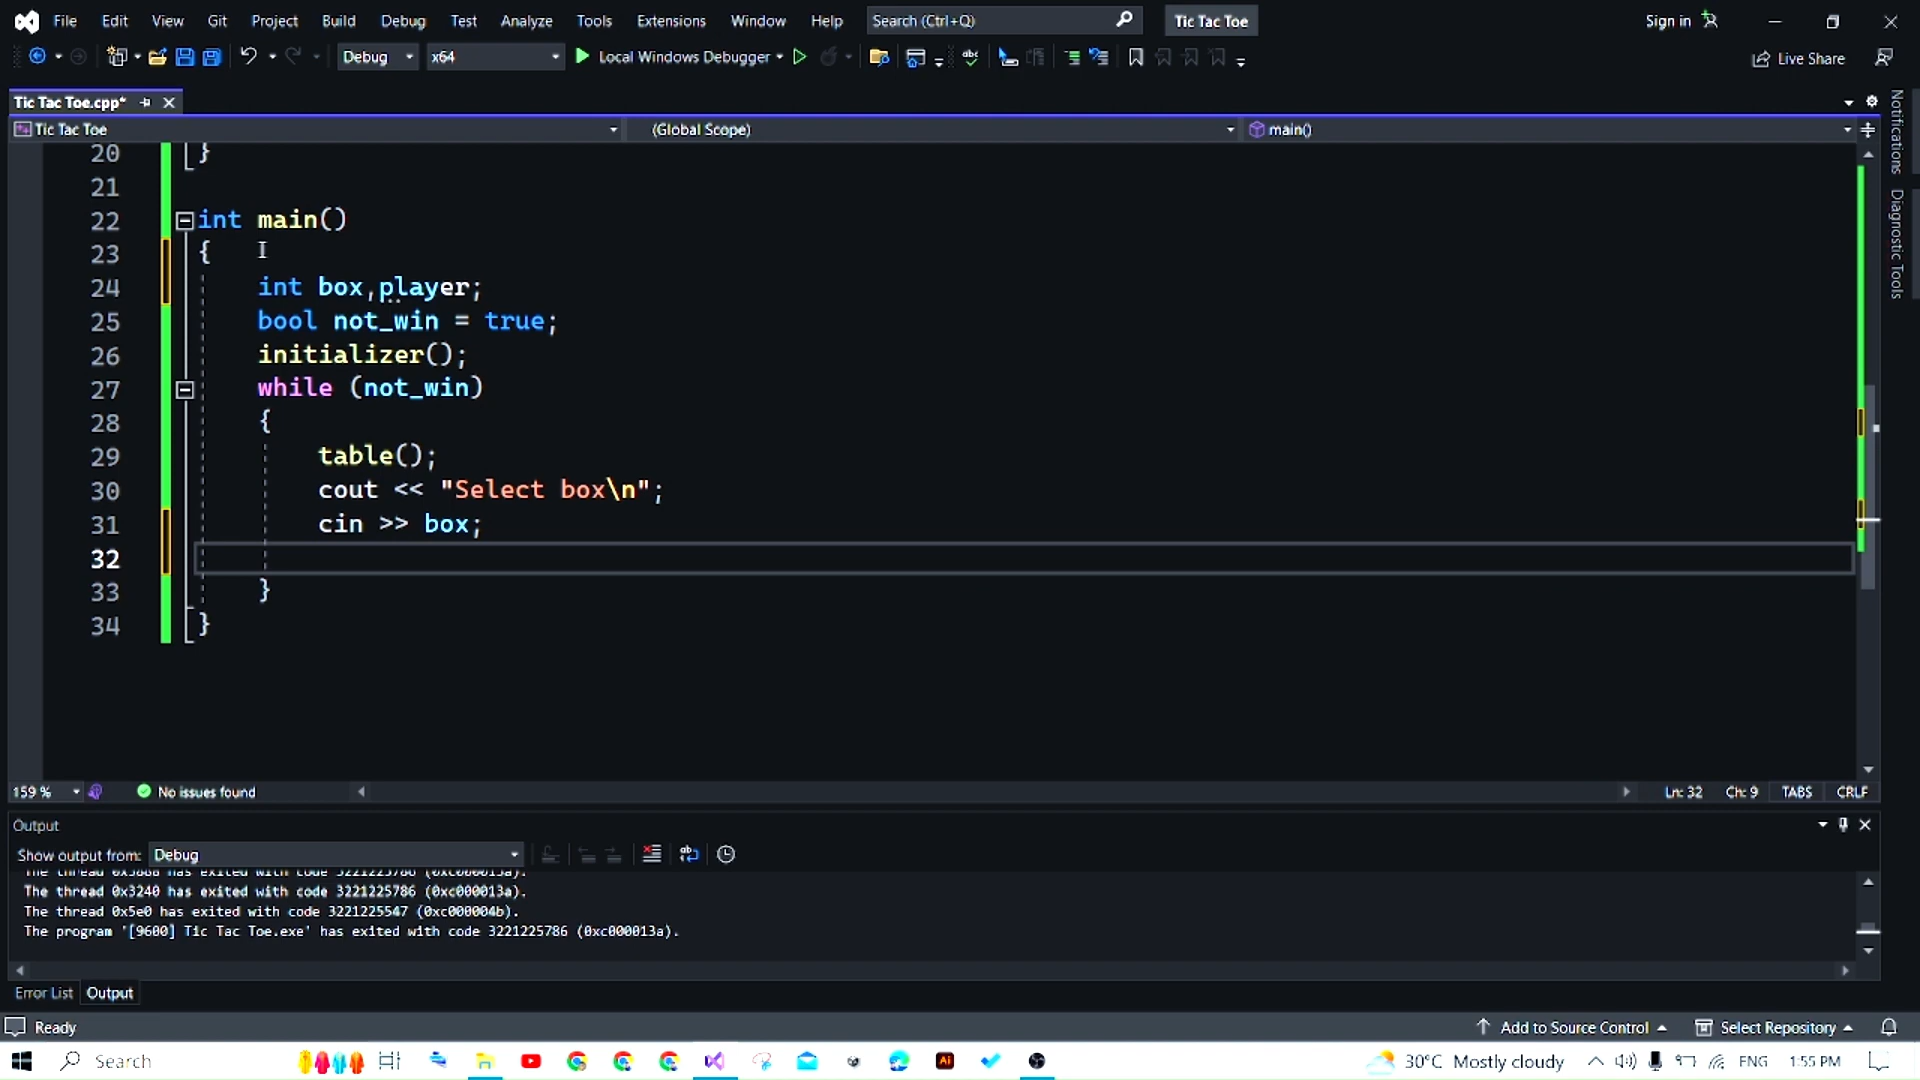 File Edit View Git Project Build Debug Test Analyze Tools Extensions Window Help Search (Ctrl+Q) Tic Tac Toe Sign in
Debug x64 Local Windows Debugger Live Share
Tic Tac Toe.cpp*
Tic Tac Toe (Global Scope) main()
Notifications
Diagnostic Tools
20 }
21
22 int main()
23 {
24 int box,player;
25 bool not_win = true;
26 initializer();
27 while (not_win)
28 {
29 table();
30 cout << "Select box\n";
31 cin >> box;
32
33 }
34 }
159 % No issues found Ln: 32 Ch: 9 TABS CRLF
Output
Show output from: Debug
The thread 0x3240 has exited with code 3221225786 (0xc000013a).
The thread 0x5e0 has exited with code 3221225547 (0xc000004b).
The program '[9600] Tic Tac Toe.exe' has exited with code 3221225786 (0xc000013a).
Error List Output
Ready Add to Source Control Select Repository
Search 30°C Mostly cloudy ENG 1:55 PM